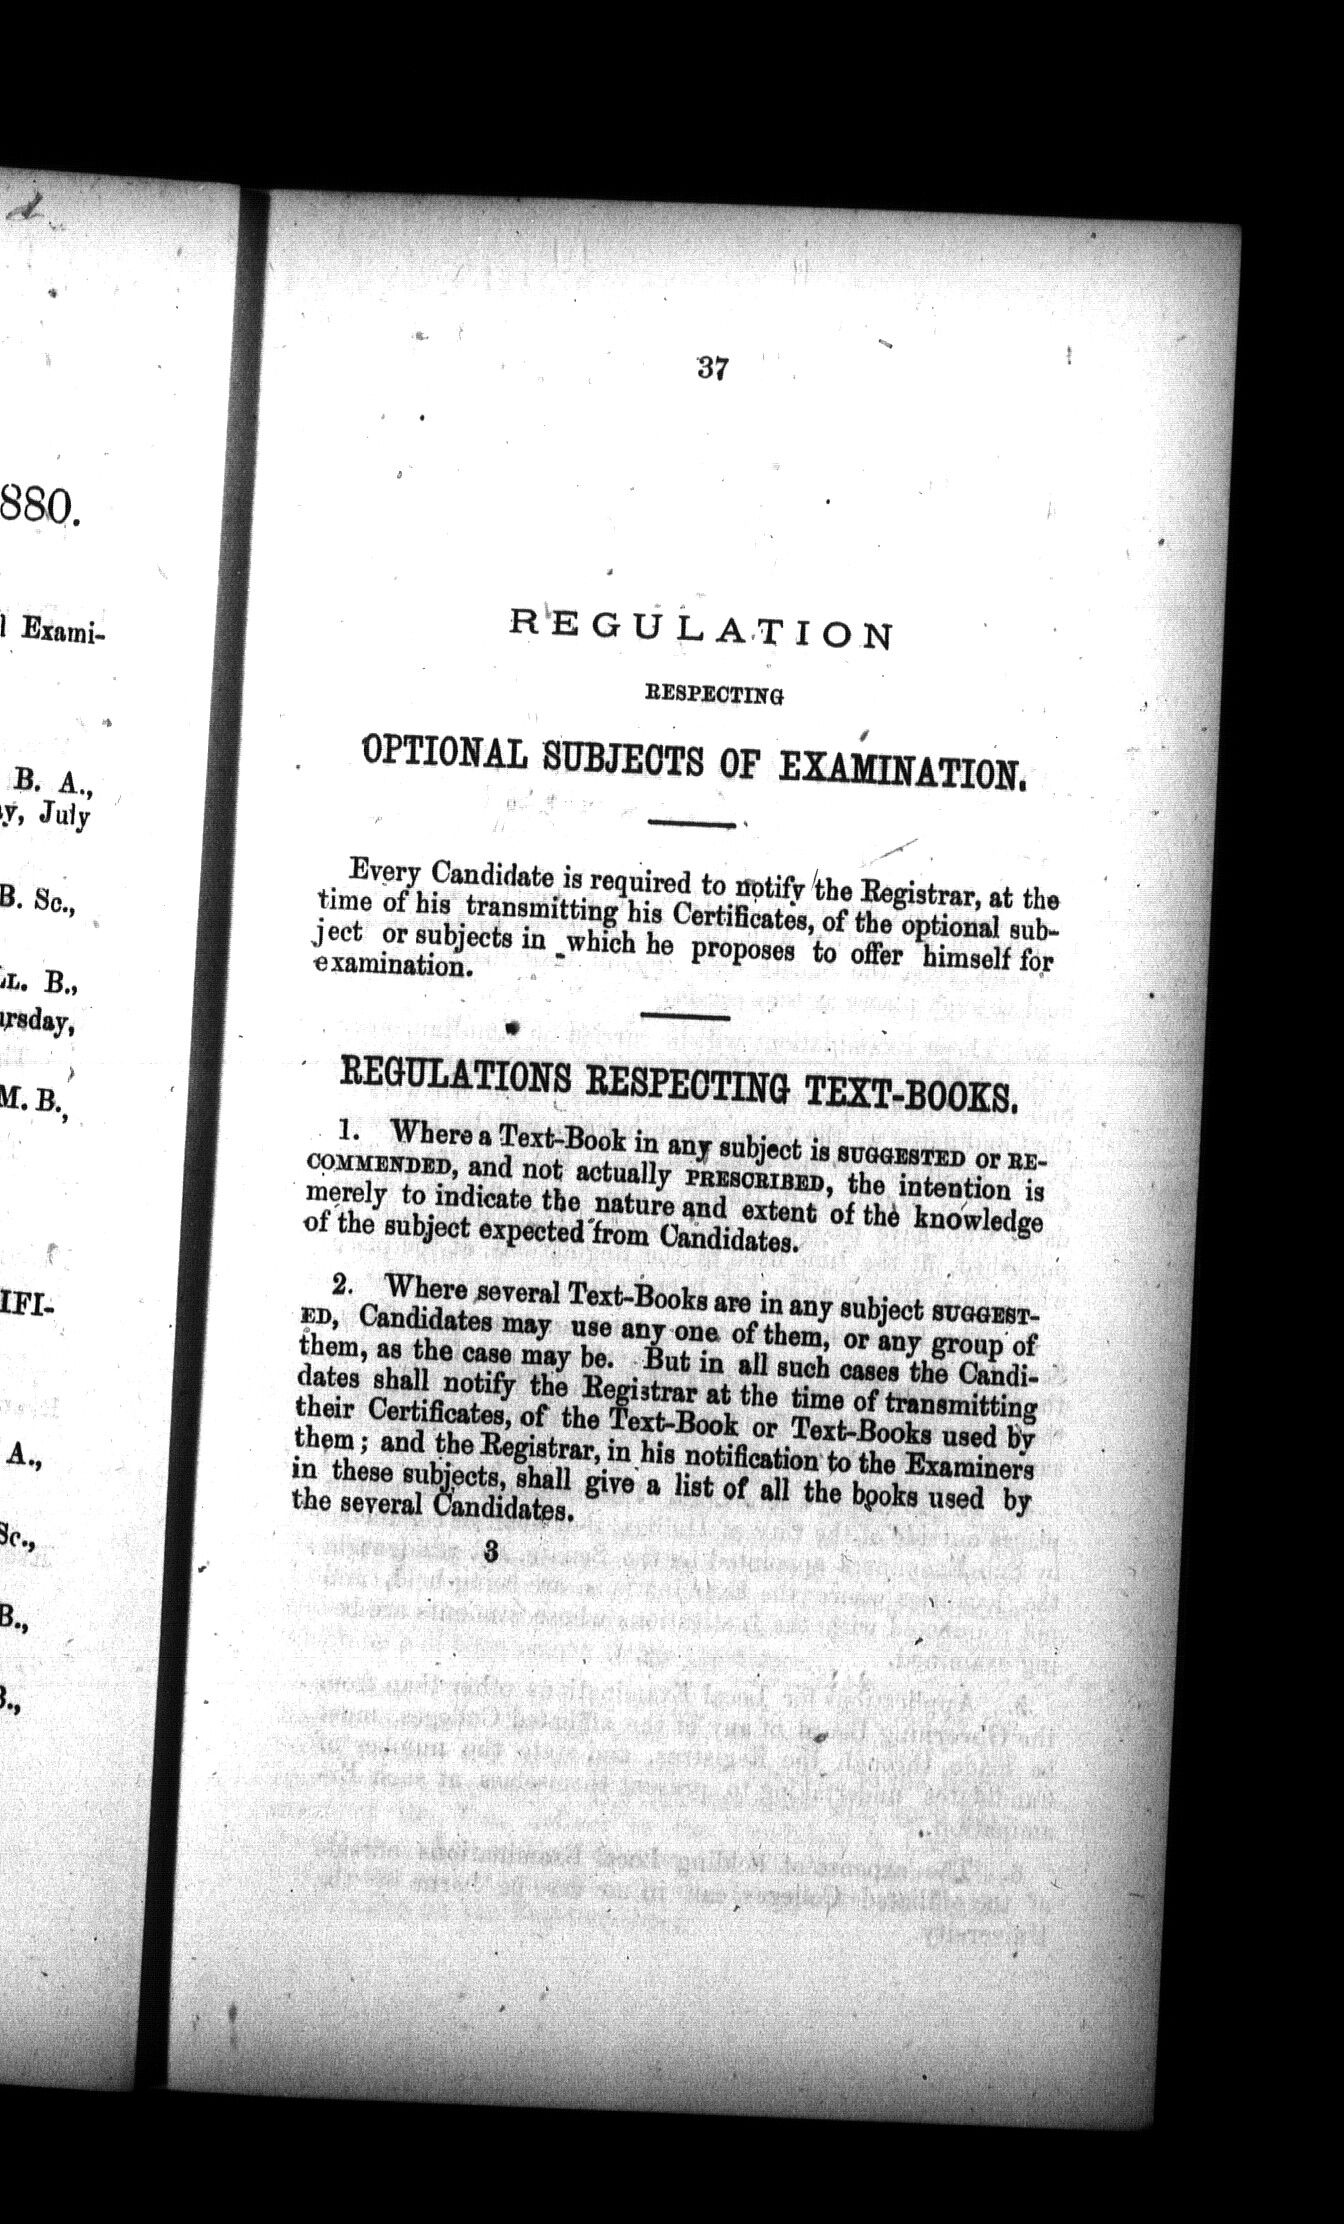 880.
Exami-
B. A.,
July
B. Sc.,
B.,
M. B.,
A.,
B.,
37
REGULATION
RESPECTING
OPTIONAL SUBJECTS OF EXAMINATION.
Every Candidate is required to notify the Registrar, at the
time of his transmitting his Certificates, of the optional sub-
ject or subjects in which he proposes to offer himself for
examination.
REGULATIONS RESPECTING TEXT-BOOKS.
1. Where a Text-Book in any subject is SUGGESTED or RE-
COMMENDED, and not actually PRESCRIBED, the intention is
merely to indicate the nature and extent of the knowledge
of the subject expected from Candidates.
2. Where several Text-Books are in any subject SUGGEST-
ED, Candidates may use any one of them, or any group of
them, as the case may be. But in all such cases the Candi-
dates shall notify the Registrar at the time of transmitting
their Certificates, of the Text-Book or Text-Books used by
them; and the Registrar, in his notification to the Examiners
in these subjects, shall give a list of all the books used by
the several Candidates.
3